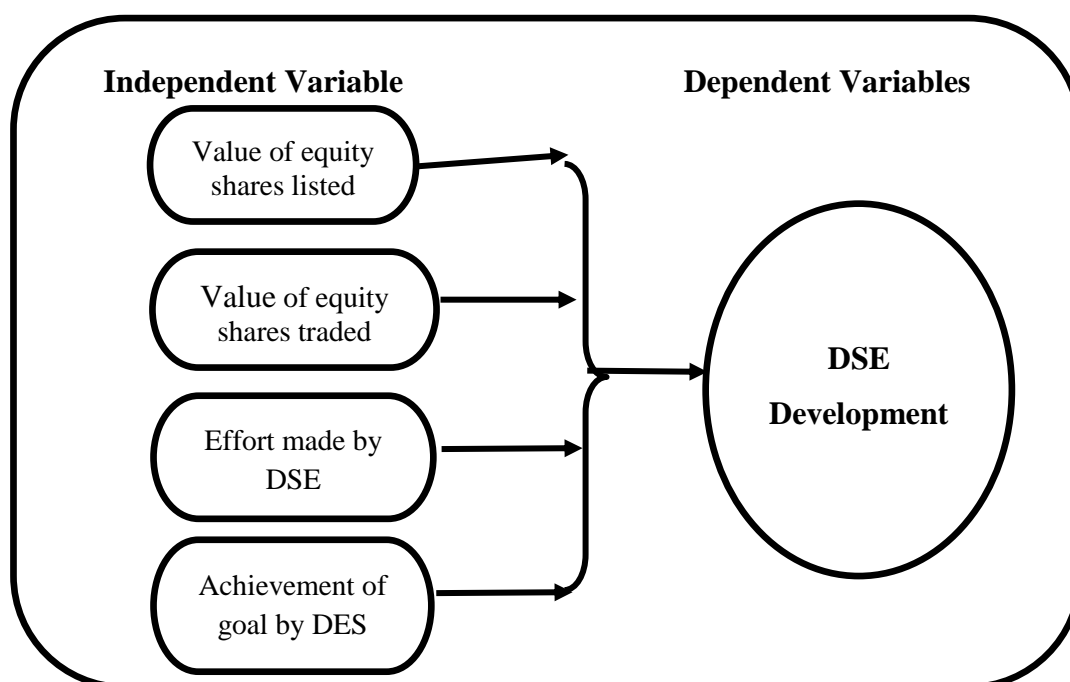 Independent Variable
Dependent Variables
Value of equity
shares listed
Value of equity
shares traded
Effort made by
DSE
Achievement of
goal by DES
DSE
Development